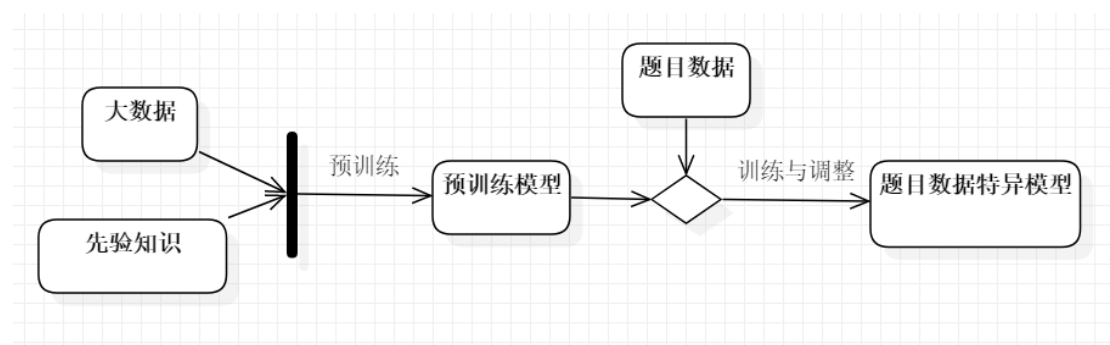 大数据
先验知识
预训练
预训练模型
题目数据
训练与调整
题目数据特异模型